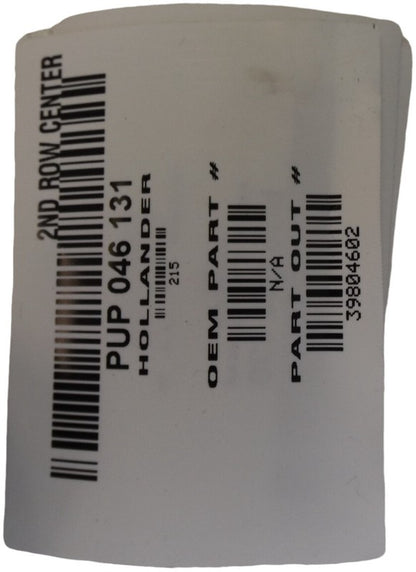 2ND ROW CENTER
PUP 046 131
HOLLANDER
215
OEM PART #
N/A
PART OUT #
39804602